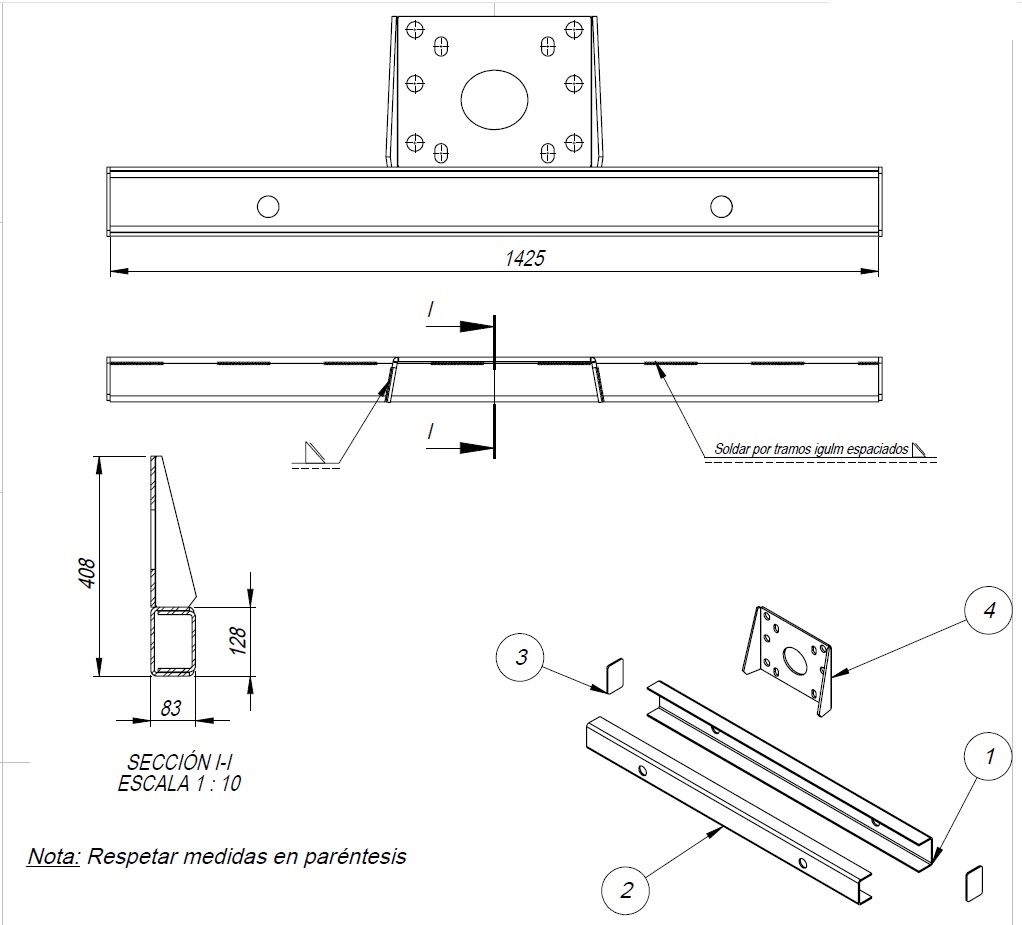 1425
I
I
Soldar por tramos igulm espaciados
408
128
83
SECCIÓN I-I
ESCALA 1 : 10
4
3
1
2
Nota: Respetar medidas en paréntesis